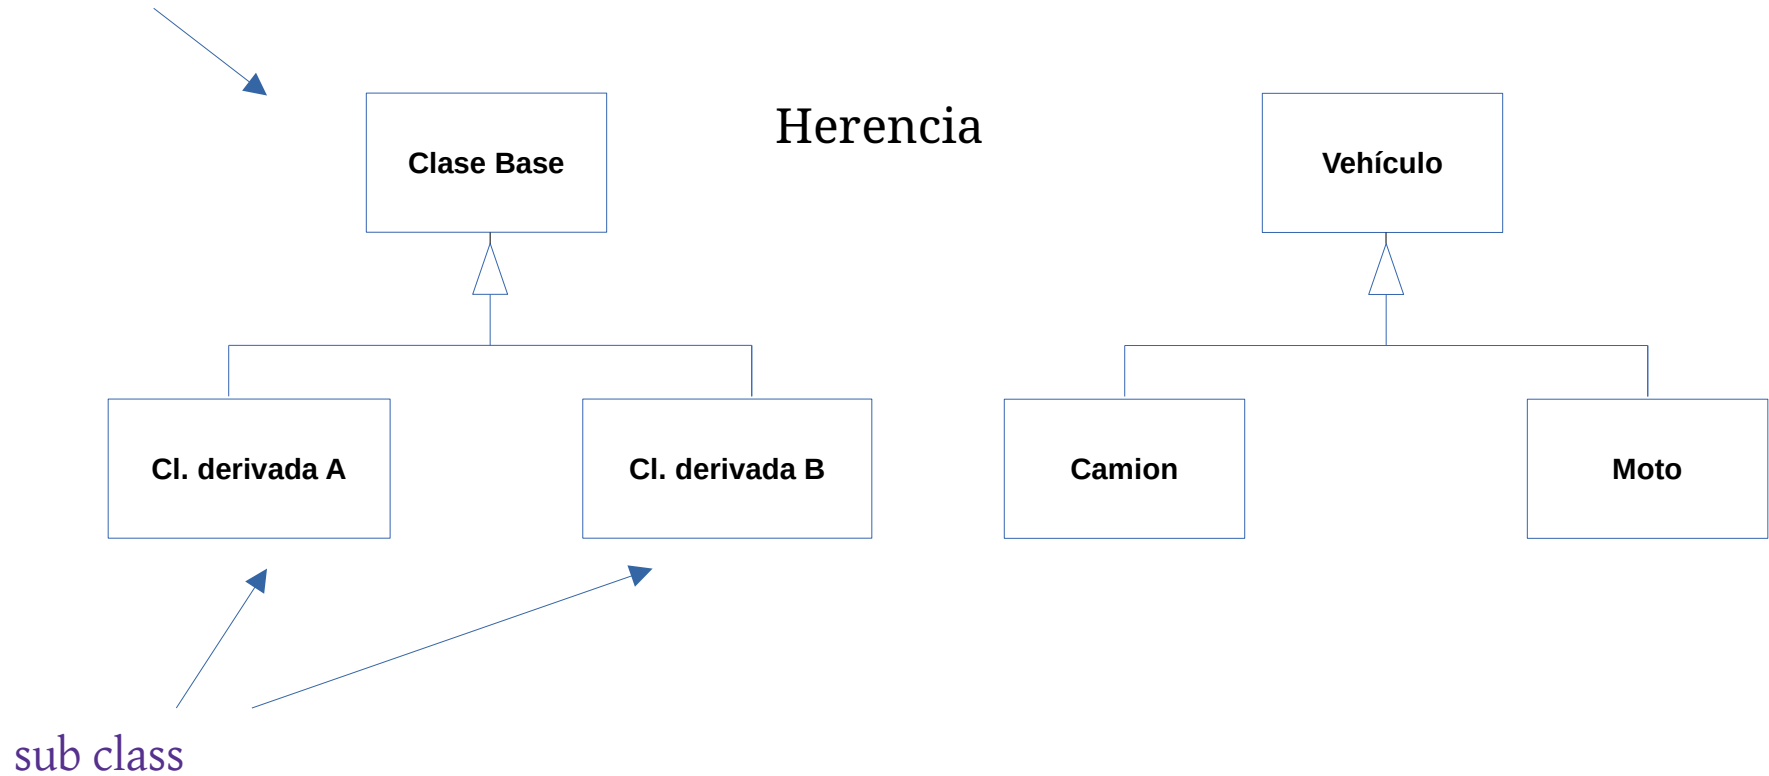 Herencia
Clase Base
Vehículo
Cl. derivada A
Cl. derivada B
Camion
Moto
sub class